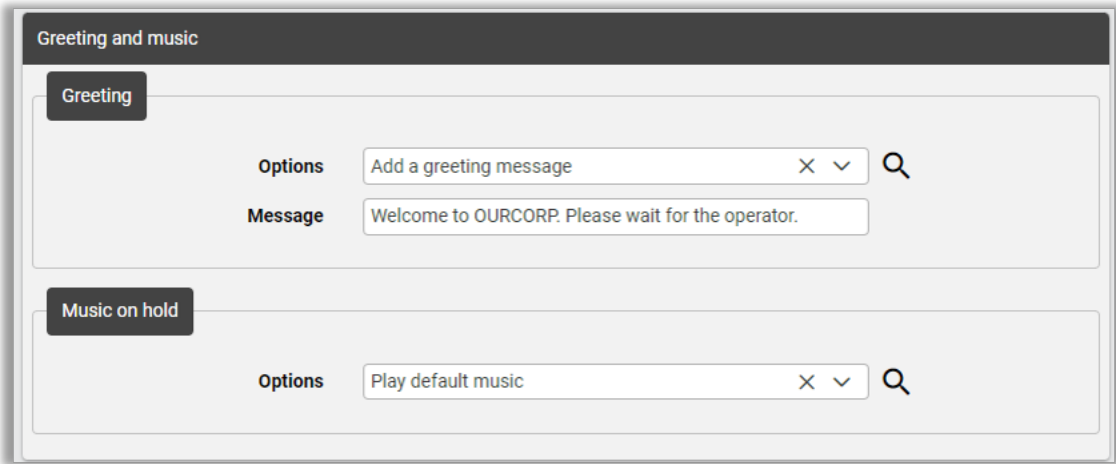 Greeting and music
Greeting
Options Add a greeting message
Message Welcome to OURCORP. Please wait for the operator.
Music on hold
Options Play default music